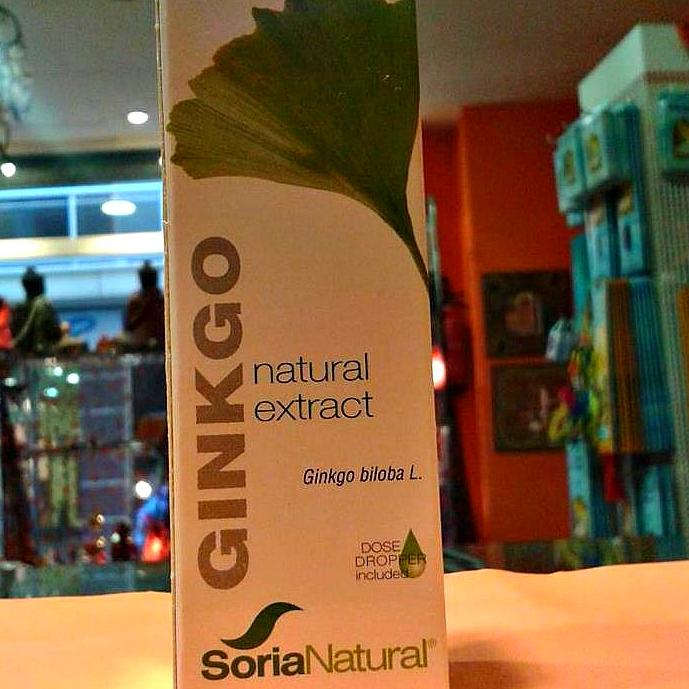 GINKGO
natural
extract
Ginkgo biloba L.
DOSE
DROPPER
included
SoriaNatural®